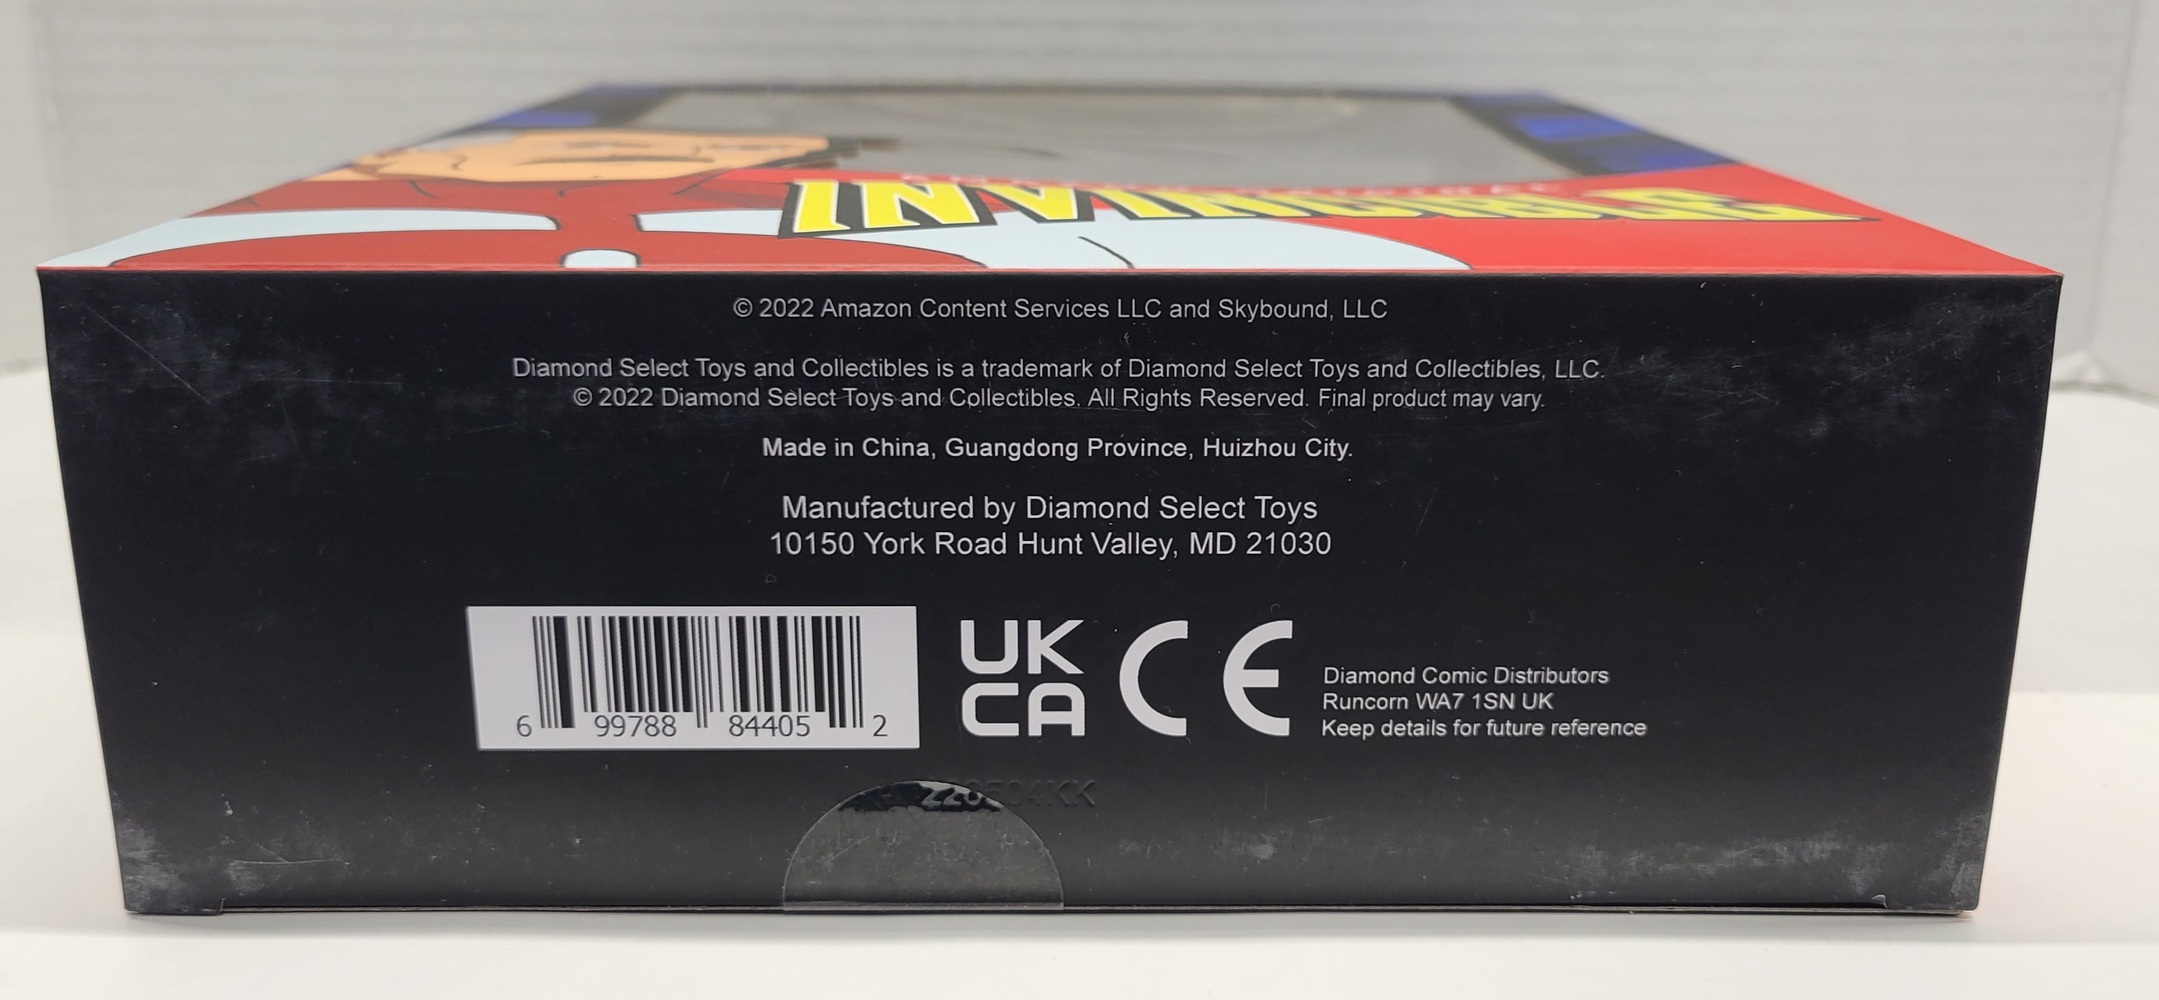 INVINCIBLE
© 2022 Amazon Content Services LLC and Skybound, LLC
Diamond Select Toys and Collectibles is a trademark of Diamond Select Toys and Collectibles, LLC.
© 2022 Diamond Select Toys and Collectibles. All Rights Reserved. Final product may vary.
Made in China, Guangdong Province, Huizhou City.
Manufactured by Diamond Select Toys
10150 York Road Hunt Valley, MD 21030
UK
CA CE
Diamond Comic Distributors
Runcorn WA7 1SN UK
Keep details for future reference
6 99788 84405 2